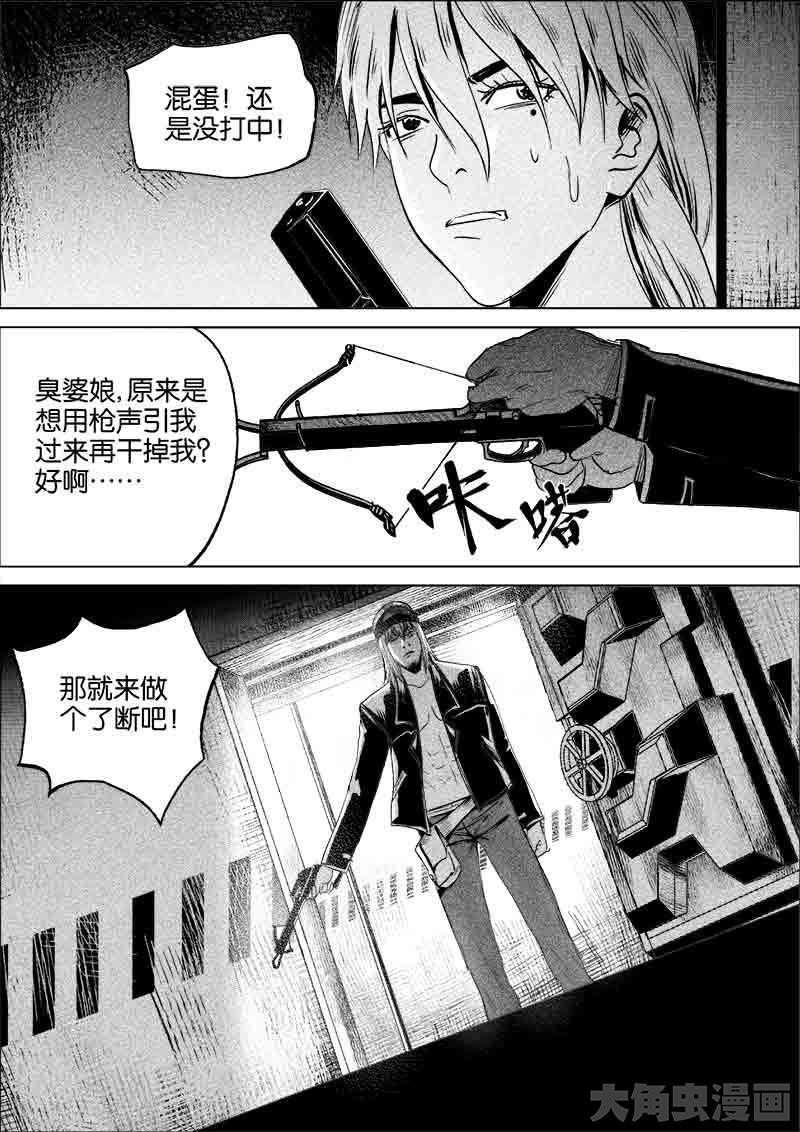 混蛋！还
是没打中！
臭婆娘，原来是
想用枪声引我
过来再干掉我？
好啊……
咔嗒
那就来做
个了断吧！
大角虫漫画